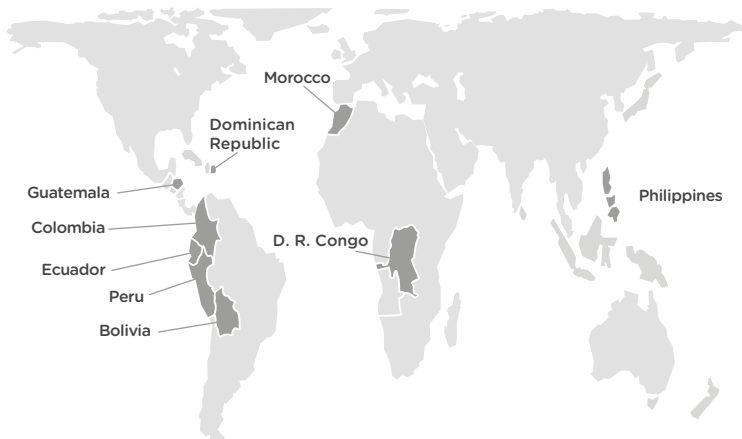 Morocco
Dominican
Republic
Guatemala
Philippines
Colombia
D. R. Congo
Ecuador
Peru
Bolivia